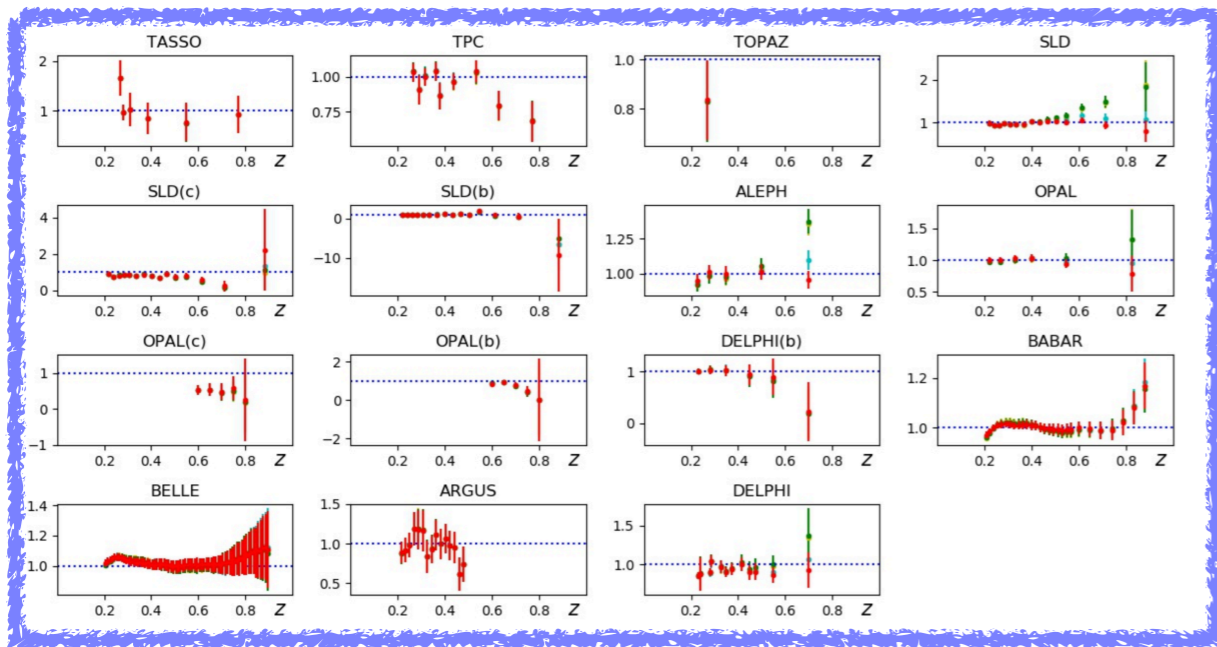 TASSO TPC TOPAZ SLD
2
1
0.2 0.4 0.6 0.8 Z
1.00
0.75
0.2 0.4 0.6 0.8 Z
1.0
0.8
0.2 0.4 0.6 0.8 Z
2
1
0.2 0.4 0.6 0.8 Z
SLD(c) SLD(b) ALEPH OPAL
4
2
0
0.2 0.4 0.6 0.8 Z
0
−10
0.2 0.4 0.6 0.8 Z
1.25
1.00
0.2 0.4 0.6 0.8 Z
1.5
1.0
0.5
0.2 0.4 0.6 0.8 Z
OPAL(c) OPAL(b) DELPHI(b) BABAR
1
0
−1
0.2 0.4 0.6 0.8 Z
2
0
−2
0.2 0.4 0.6 0.8 Z
1
0
0.2 0.4 0.6 0.8 Z
1.2
1.0
0.2 0.4 0.6 0.8 Z
BELLE ARGUS DELPHI
1.4
1.2
1.0
0.2 0.4 0.6 0.8 Z
1.5
1.0
0.5
0.2 0.4 0.6 0.8 Z
1.5
1.0
0.2 0.4 0.6 0.8 Z